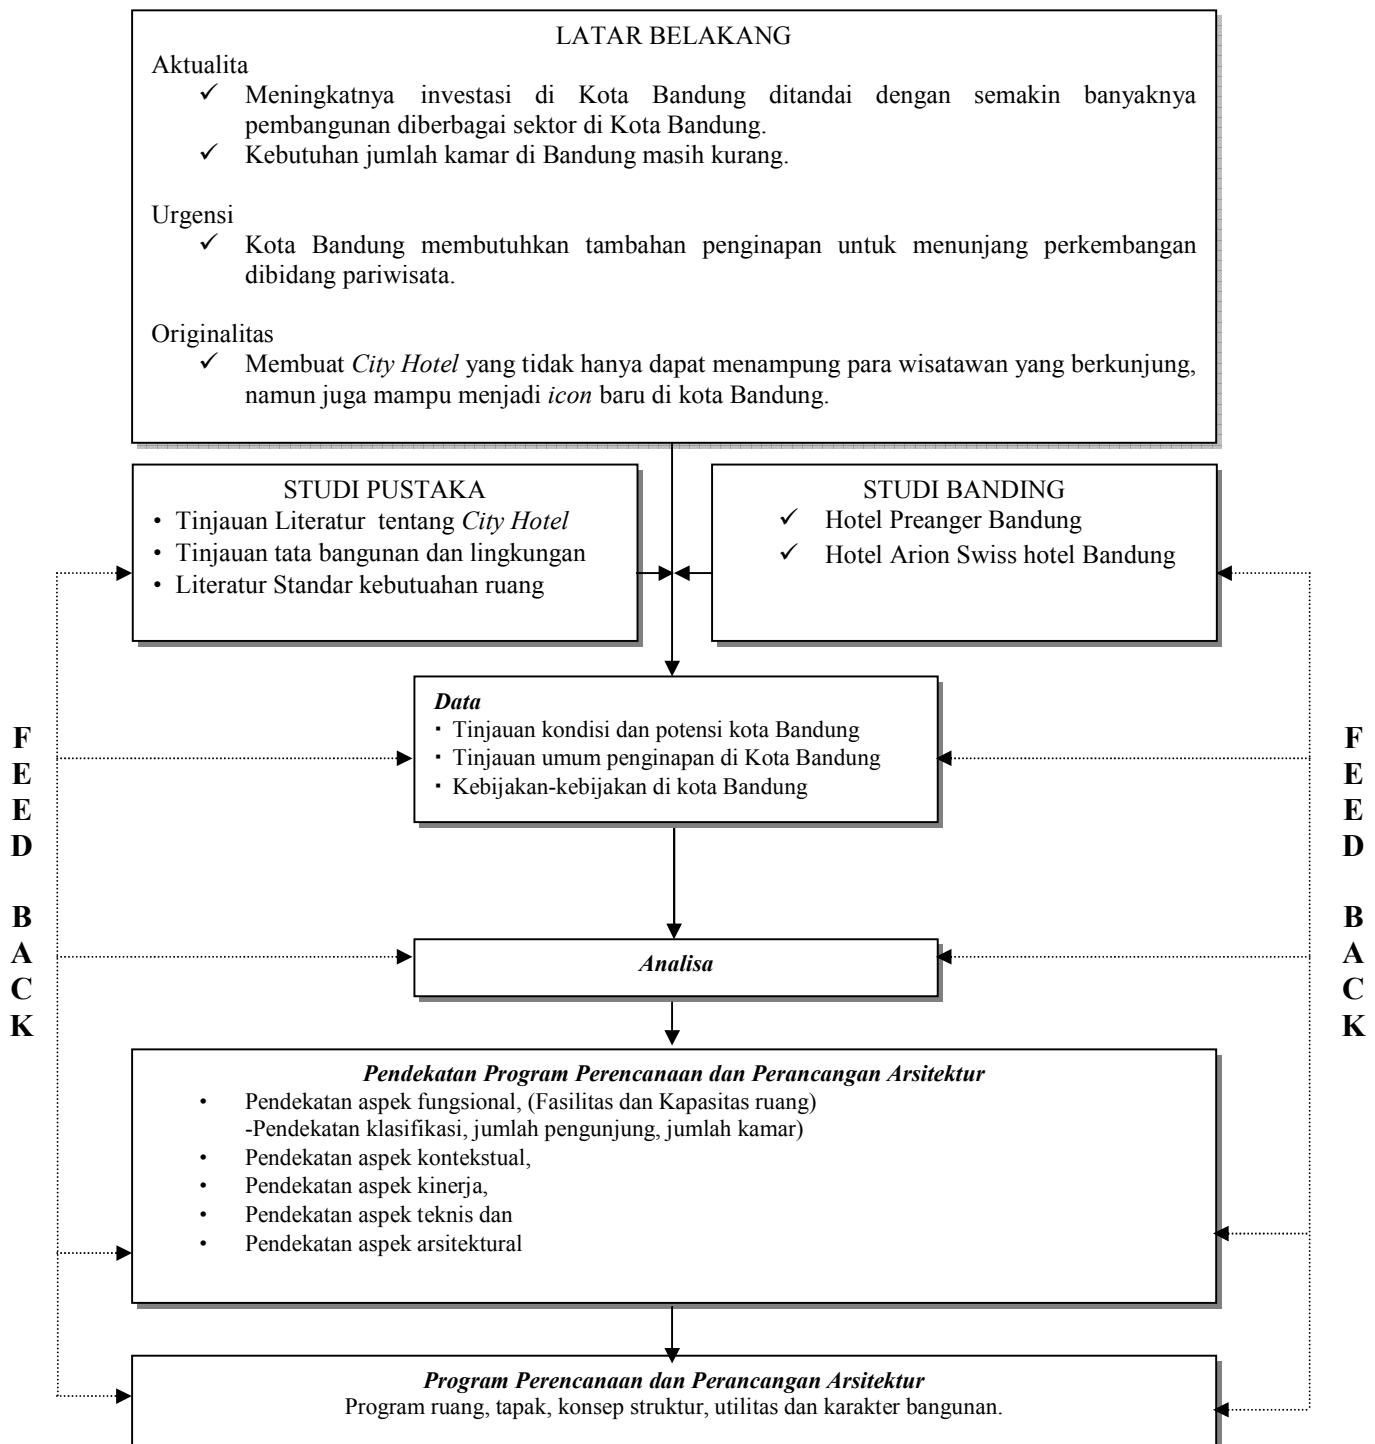 LATAR BELAKANG
Aktualita
✓ Meningkatnya investasi di Kota Bandung ditandai dengan semakin banyaknya
pembangunan diberbagai sektor di Kota Bandung.
✓ Kebutuhan jumlah kamar di Bandung masih kurang.
Urgensi
✓ Kota Bandung membutuhkan tambahan penginapan untuk menunjang perkembangan
dibidang pariwisata.
Originalitas
✓ Membuat City Hotel yang tidak hanya dapat menampung para wisatawan yang berkunjung,
namun juga mampu menjadi icon baru di kota Bandung.
STUDI PUSTAKA
• Tinjauan Literatur tentang City Hotel
• Tinjauan tata bangunan dan lingkungan
• Literatur Standar kebutuahan ruang
STUDI BANDING
✓ Hotel Preanger Bandung
✓ Hotel Arion Swiss hotel Bandung
Data
▪ Tinjauan kondisi dan potensi kota Bandung
▪ Tinjauan umum penginapan di Kota Bandung
▪ Kebijakan-kebijakan di kota Bandung
FEED BACK
FEED BACK
Analisa
Pendekatan Program Perencanaan dan Perancangan Arsitektur
• Pendekatan aspek fungsional, (Fasilitas dan Kapasitas ruang)
-Pendekatan klasifikasi, jumlah pengunjung, jumlah kamar)
• Pendekatan aspek kontekstual,
• Pendekatan aspek kinerja,
• Pendekatan aspek teknis dan
• Pendekatan aspek arsitektural
Program Perencanaan dan Perancangan Arsitektur
Program ruang, tapak, konsep struktur, utilitas dan karakter bangunan.